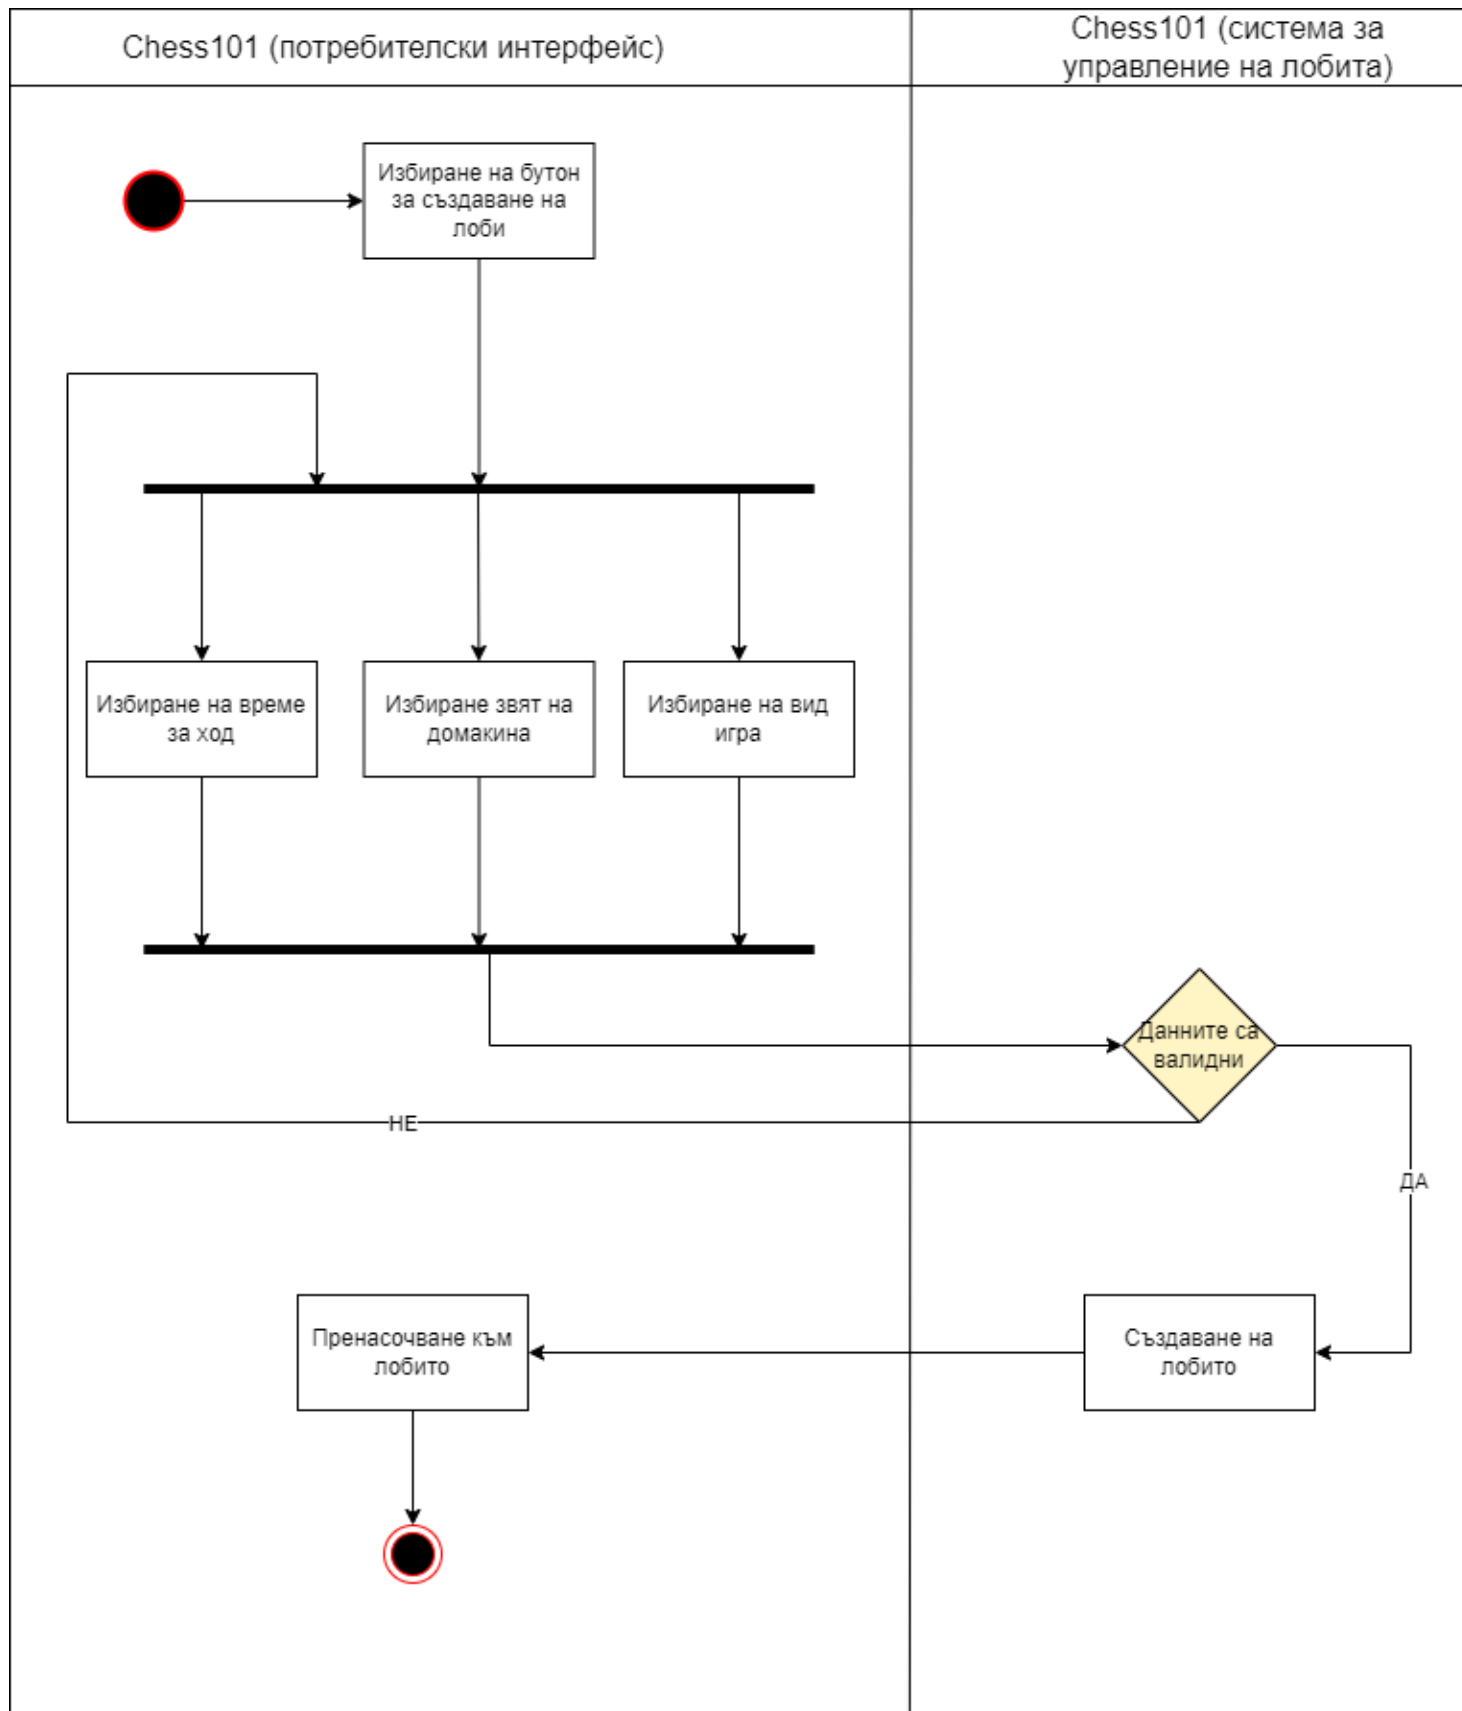 Chess101 (потребителски интерфейс)
Chess101 (система за
управление на лобита)
Избиране на бутон
за създаване на
лоби
Избиране на време
за ход
Избиране звят на
домакина
Избиране на вид
игра
Данните са
валидни
НЕ
ДА
Пренасочване към
лобито
Създаване на
лобито